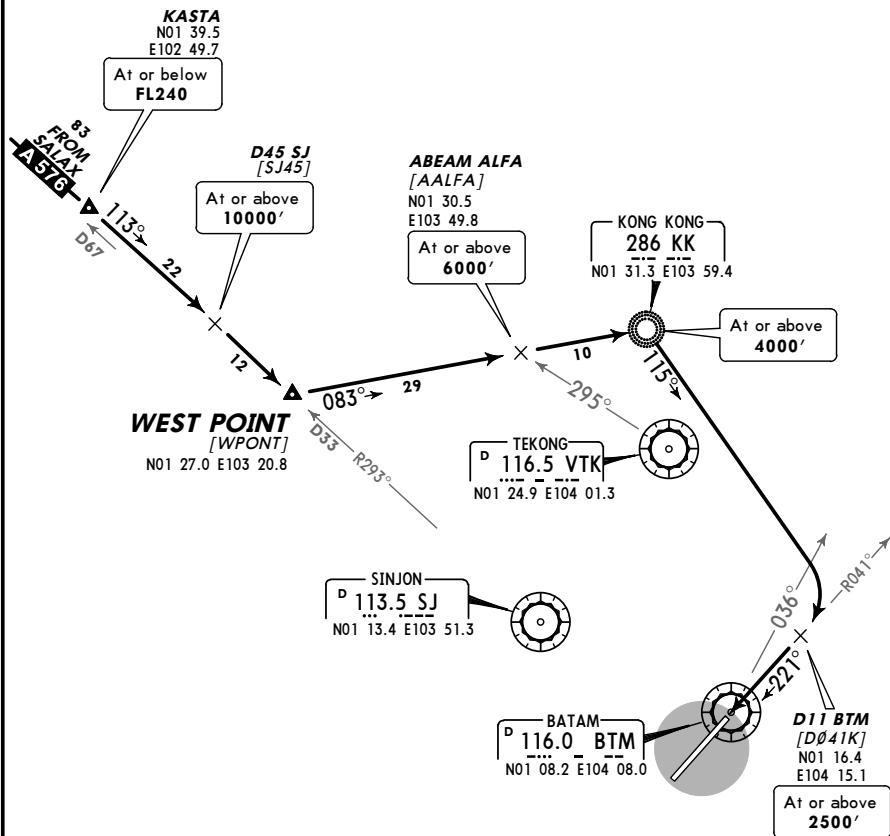 KASTA
N01 39.5
E102 49.7
At or below
FL240
83
FROM
SALAX
A 576
113°
D67
22
D45 SJ
[SJ45]
At or above
10000'
12
WEST POINT
[WPONT]
N01 27.0 E103 20.8
083°
29
D33
R293°
ABEAM ALFA
[AALFA]
N01 30.5
E103 49.8
At or above
6000'
10
KONG KONG
286 KK
N01 31.3 E103 59.4
At or above
4000'
115°
295°
TEKONG
D 116.5 VTK
N01 24.9 E104 01.3
SINJON
D 113.5 SJ
N01 13.4 E103 51.3
036°
R041°
221°
BATAM
D 116.0 BTM
N01 08.2 E104 08.0
D11 BTM
[DØ41K]
N01 16.4
E104 15.1
At or above
2500'